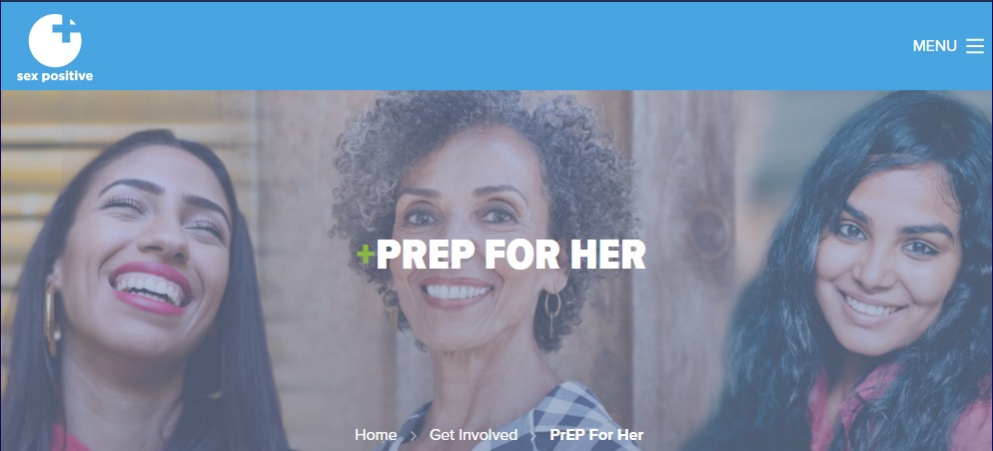 sex positive
MENU
+PREP FOR HER
Home > Get Involved > PrEP For Her